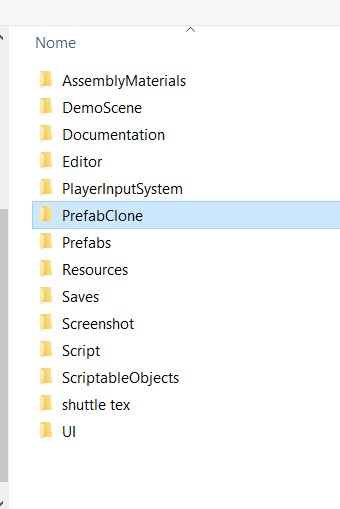 Nome
AssemblyMaterials
DemoScene
Documentation
Editor
PlayerInputSystem
PrefabClone
Prefabs
Resources
Saves
Screenshot
Script
ScriptableObjects
shuttle tex
UI